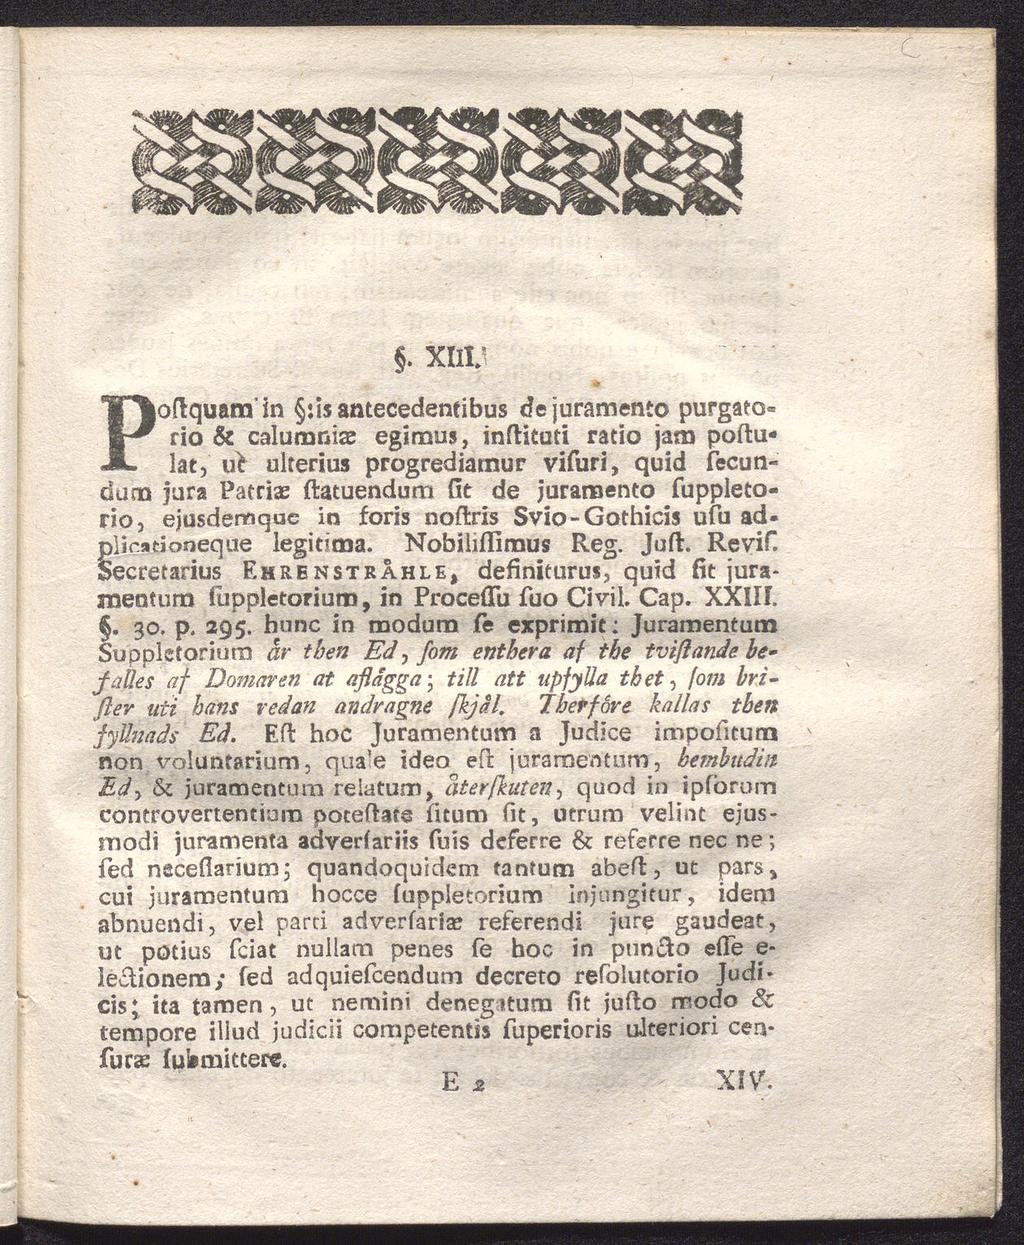 §. XIII.
Poſtquam in §:is antecedentibus de juramento purgato-
rio & calumniæ egimus, inſtituti ratio jam poſtu-
lat, ut ulterius progrediamur viſuri, quid ſecun-
dum jura Patriæ ſtatuendum ſit de juramento ſuppleto-
rio, ejusdemque in foris noſtris Svio-Gothicis uſu ad-
plicationeque legitima. Nobiliſſimus Reg. Juſt. Reviſ.
Secretarius EHRENSTRÅHLE, definiturus, quid ſit jura-
mentum ſuppletorium, in Proceſſu ſuo Civil. Cap. XXIII.
§. 30. p. 295. hunc in modum ſe exprimit: Juramentum
Suppletorium år then Ed, ſom enthera af the tviſtande be-
falles af Domaren at aflågga; till att upfylla thet, ſom bri-
ſter uti hans redan andragne ſkjål. Therföre kallas then
fyllnads Ed. Eſt hoc Juramentum a Judice impoſitum
non voluntarium, quale ideo eſt juramentum, hembudin
Ed, & juramentum relatum, återſkuten, quod in ipſorum
controvertentium poteſtate ſitum ſit, utrum velint ejus-
modi juramenta adverſariis ſuis deferre & referre nec ne;
ſed neceſſarium; quandoquidem tantum abeſt, ut pars,
cui juramentum hocce ſuppletorium injungitur, idem
abnuendi, vel parti adverſariæ referendi jure gaudeat,
ut potius ſciat nullam penes ſe hoc in puncto eſſe e-
lectionem; ſed adquieſcendum decreto reſolutorio Judi-
cis; ita tamen, ut nemini denegatum ſit juſto modo &
tempore illud judicii competentis ſuperioris ulteriori cen-
ſuræ ſubmittere.
E 2 XIV.